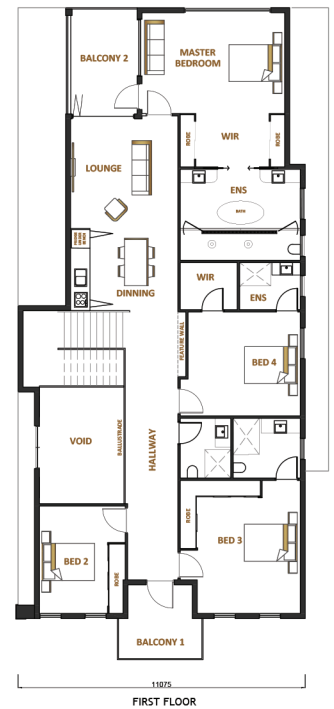 MASTER
BEDROOM
BALCONY 2
ROBE
WIR
ROBE
LOUNGE
ENS
BATH
WIR
ENS
DINNING
FEATURE WALL
BED 4
VOID
BALLUSTRADE
HALLWAY
ROBE
BED 3
BED 2
ROBE
BALCONY 1
11075
FIRST FLOOR